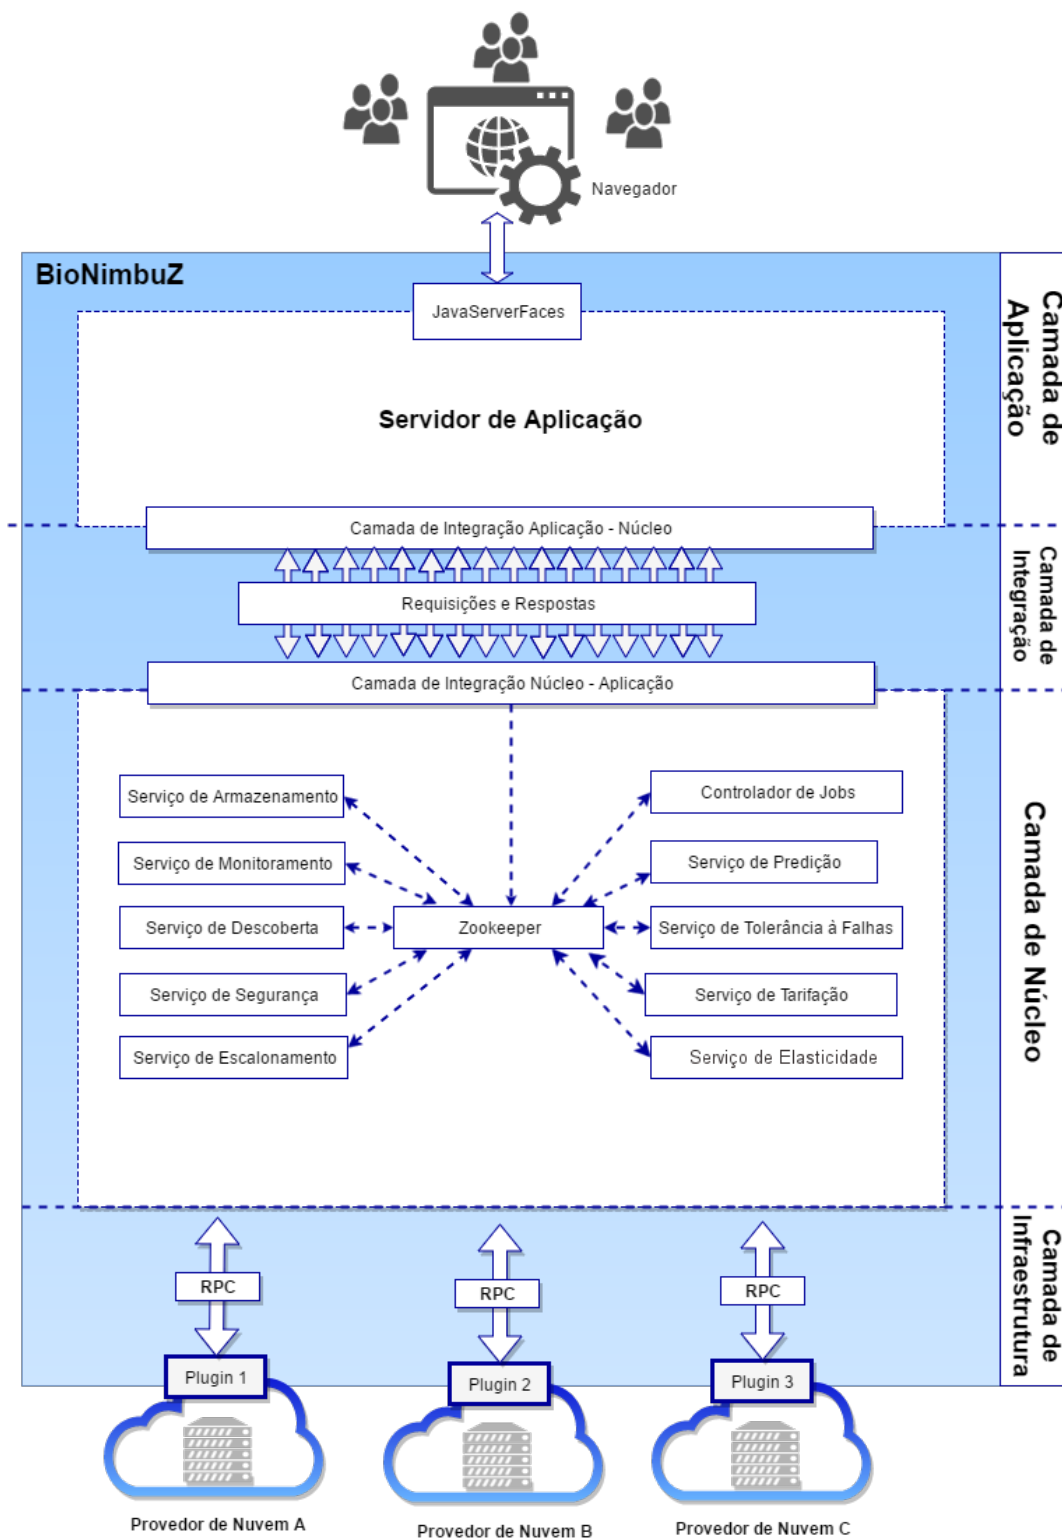 Navegador
BioNimbuZ
JavaServerFaces
Servidor de Aplicação
Camada de
Aplicação
Camada de Integração Aplicação - Núcleo
Requisições e Respostas
Camada de Integração Núcleo - Aplicação
Camada de
Integração
Serviço de Armazenamento
Controlador de Jobs
Serviço de Monitoramento
Serviço de Predição
Serviço de Descoberta
Zookeeper
Serviço de Tolerância à Falhas
Serviço de Segurança
Serviço de Tarifação
Serviço de Escalonamento
Serviço de Elasticidade
Camada de Núcleo
RPC
RPC
RPC
Camada de
Infraestrutura
Plugin 1
Plugin 2
Plugin 3
Provedor de Nuvem A
Provedor de Nuvem B
Provedor de Nuvem C